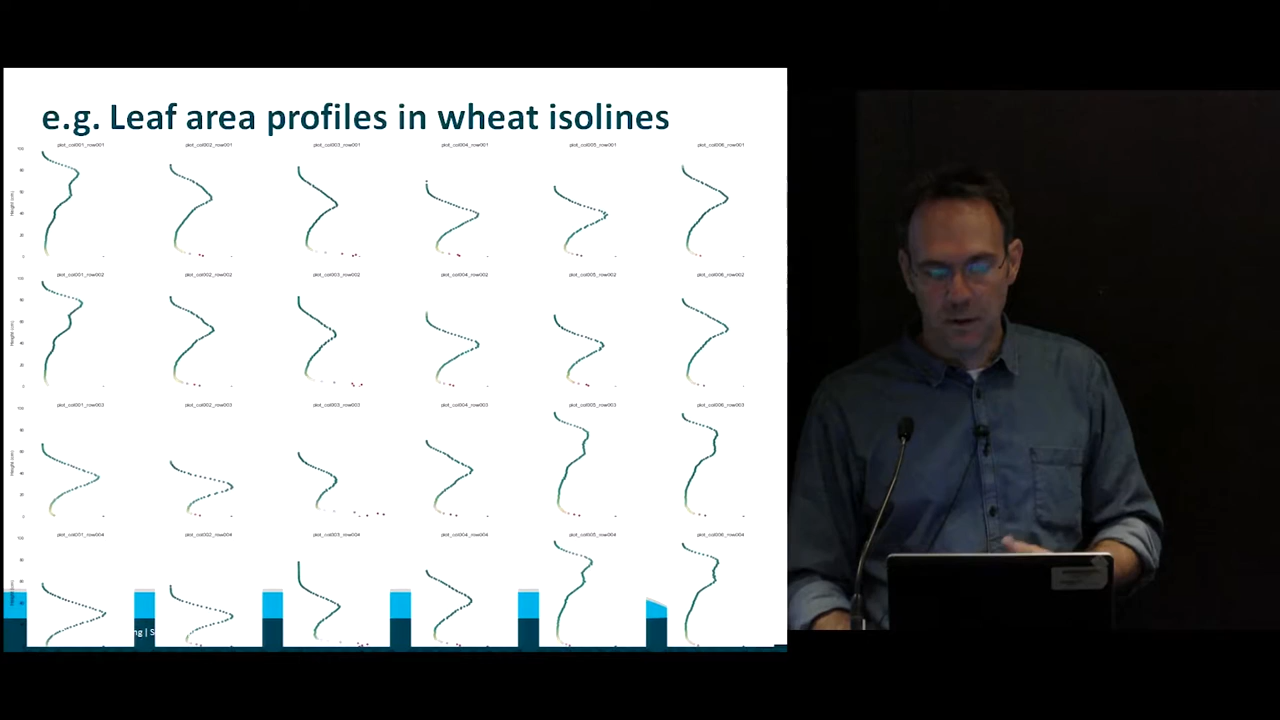 e.g. Leaf area profiles in wheat isolines
plot_col001_row001 plot_col002_row001 plot_col003_row001 plot_col004_row001 plot_col005_row001 plot_col006_row001
plot_col001_row002 plot_col002_row002 plot_col003_row002 plot_col004_row002 plot_col005_row002 plot_col006_row002
plot_col001_row003 plot_col002_row003 plot_col003_row003 plot_col004_row003 plot_col005_row003 plot_col006_row003
plot_col001_row004 plot_col002_row004 plot_col003_row004 plot_col004_row004 plot_col005_row004 plot_col006_row004
ng | S